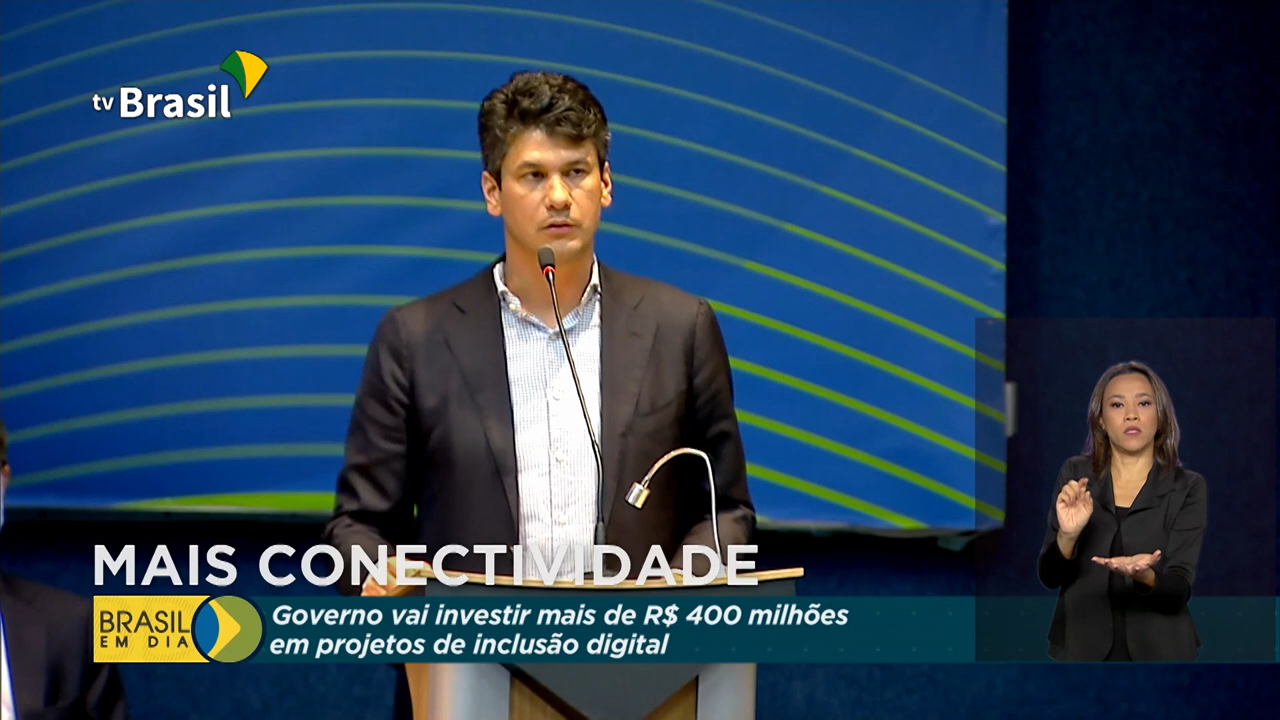 tv Brasil
MAIS CONECTIVIDADE
BRASIL
EM DIA
Governo vai investir mais de R$ 400 milhões
em projetos de inclusão digital